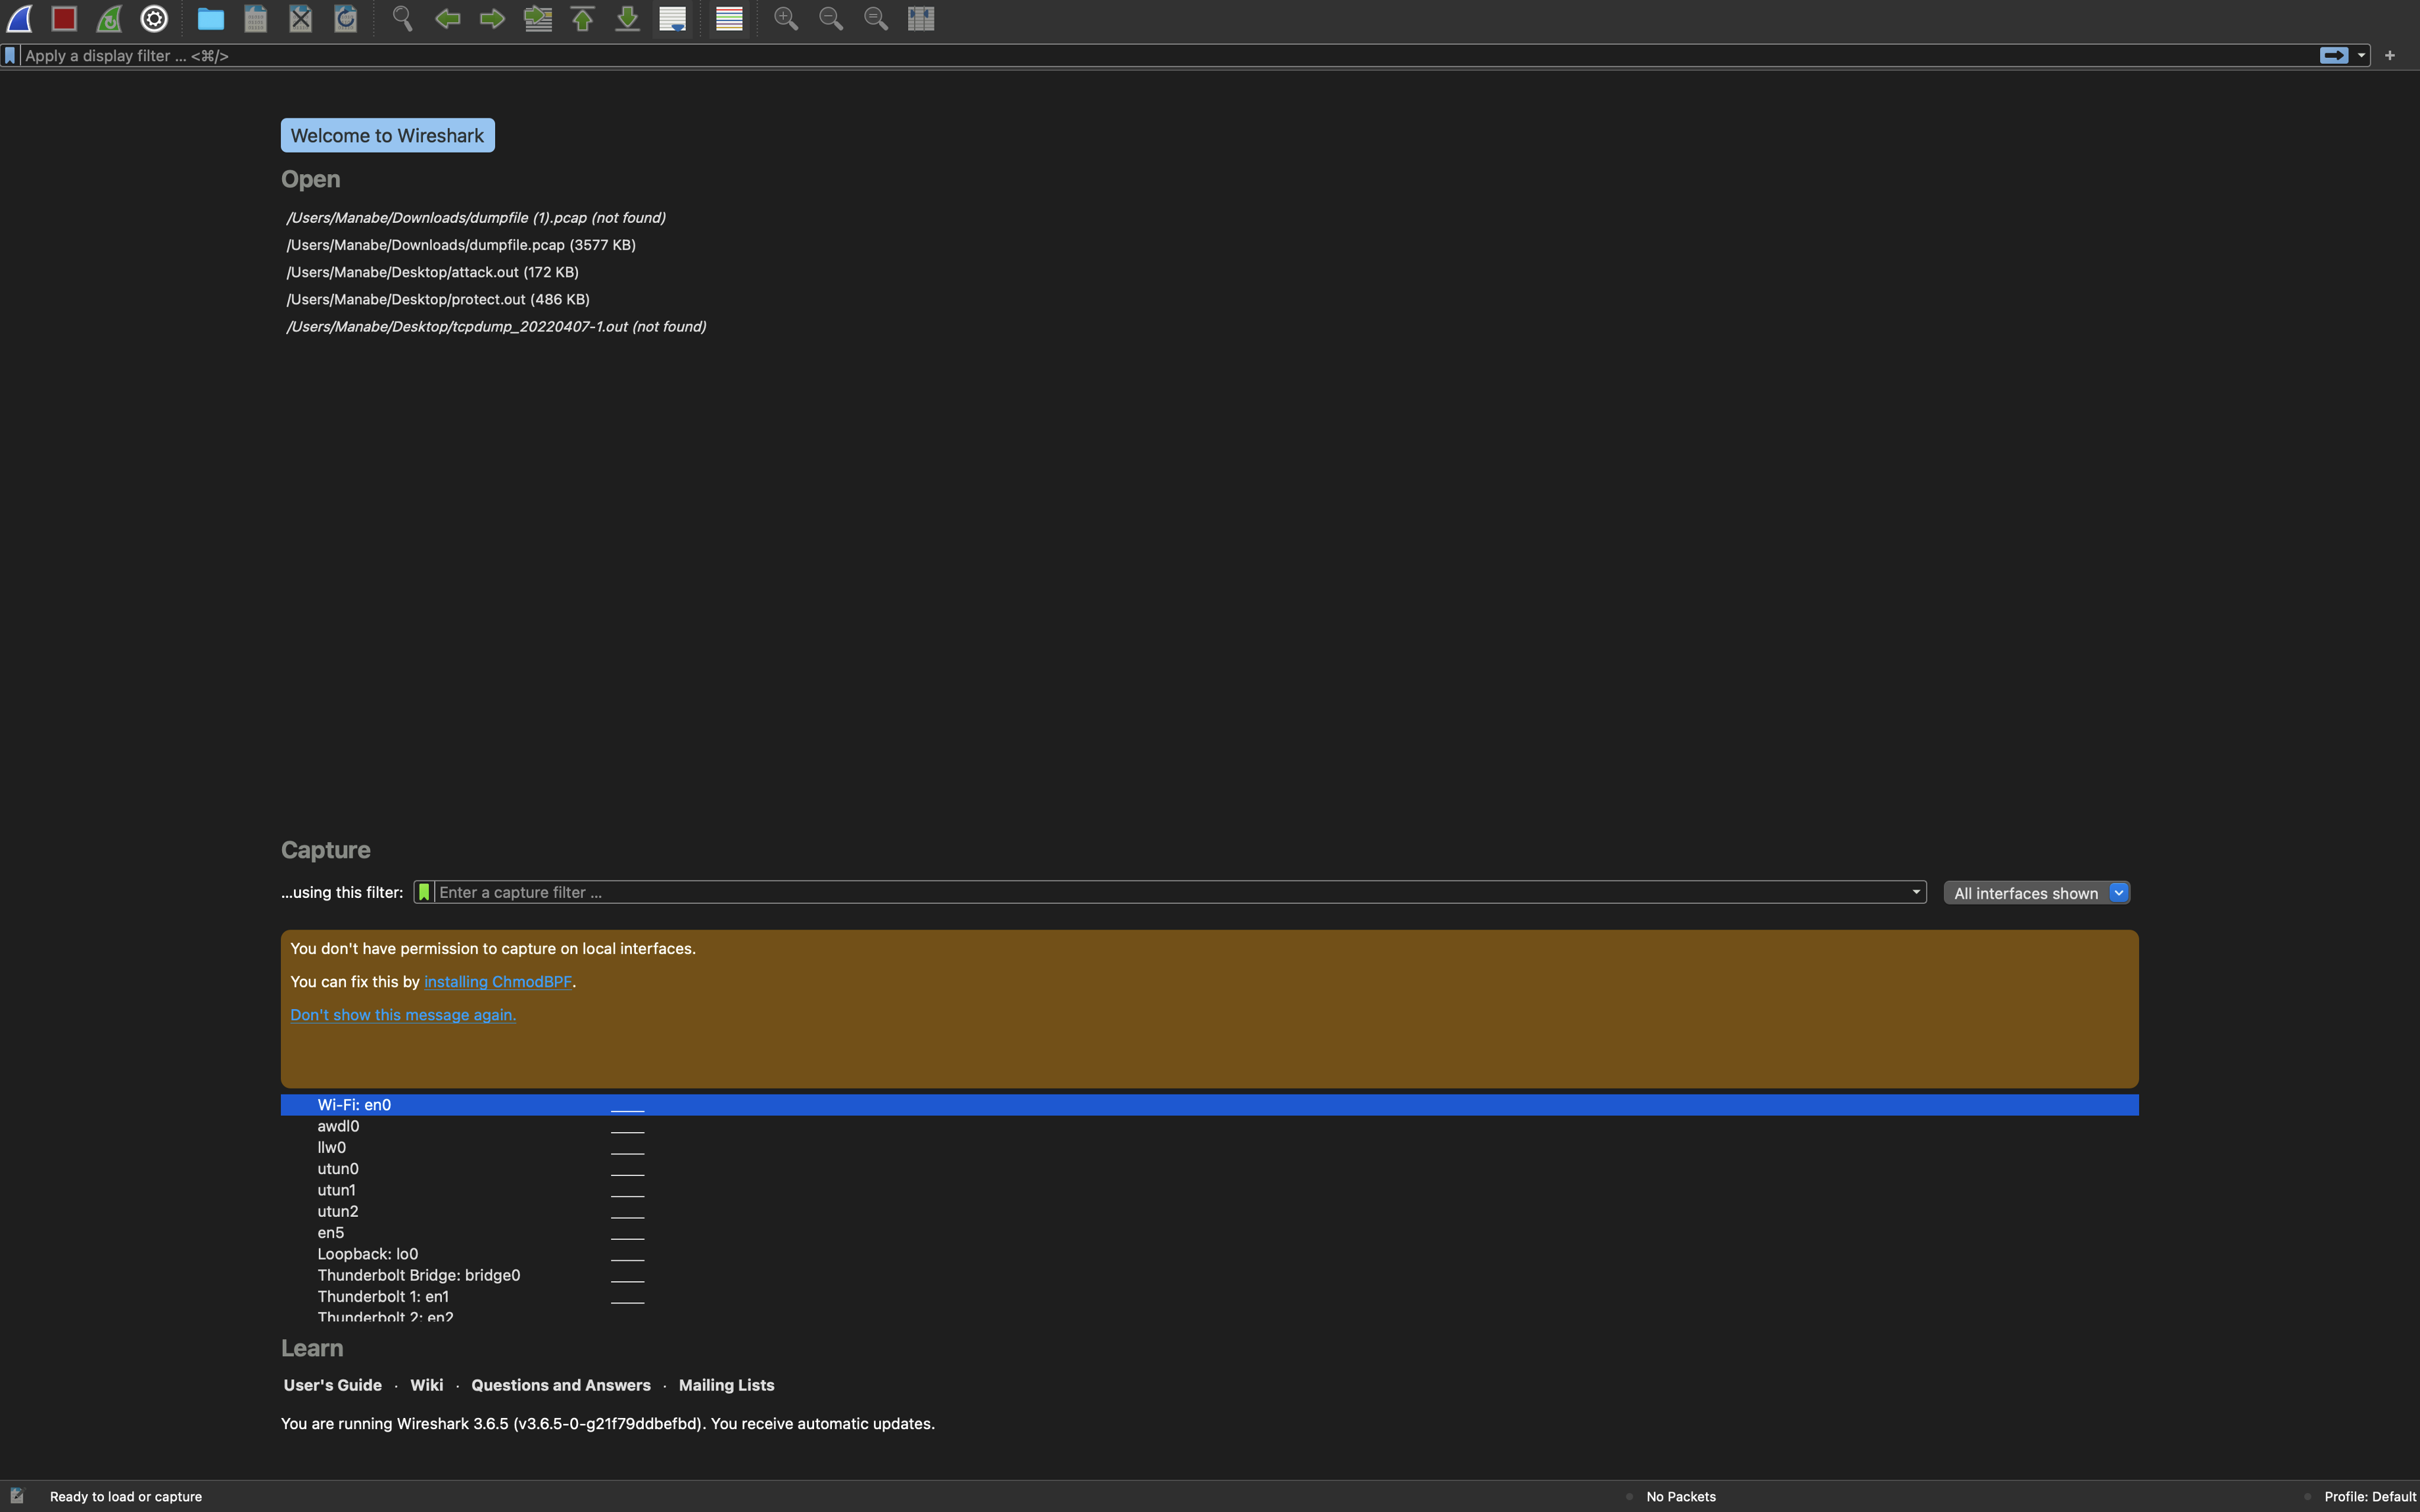 Apply a display filter ... <⌘/>
Welcome to Wireshark
Open
/Users/Manabe/Downloads/dumpfile (1).pcap (not found)
/Users/Manabe/Downloads/dumpfile.pcap (3577 KB)
/Users/Manabe/Desktop/attack.out (172 KB)
/Users/Manabe/Desktop/protect.out (486 KB)
/Users/Manabe/Desktop/tcpdump_20220407-1.out (not found)
Capture
...using this filter: Enter a capture filter ... All interfaces shown
You don't have permission to capture on local interfaces.
You can fix this by installing ChmodBPF.
Don't show this message again.
Wi-Fi: en0
awdl0
llw0
utun0
utun1
utun2
en5
Loopback: lo0
Thunderbolt Bridge: bridge0
Thunderbolt 1: en1
Thunderbolt 2: en2
Learn
User's Guide · Wiki · Questions and Answers · Mailing Lists
You are running Wireshark 3.6.5 (v3.6.5-0-g21f79ddbefbd). You receive automatic updates.
Ready to load or capture No Packets Profile: Default